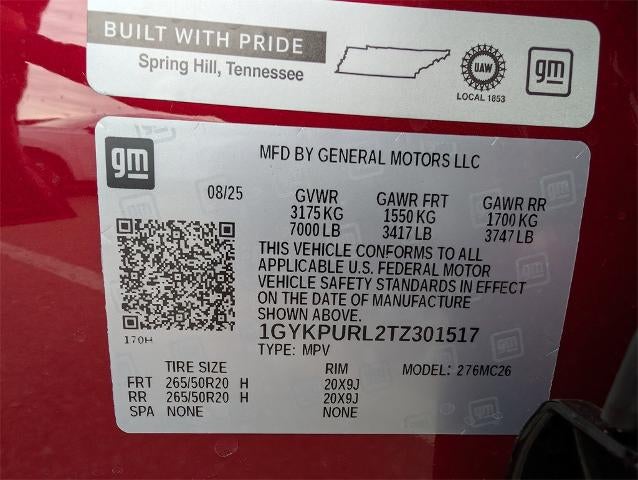 BUILT WITH PRIDE
Spring Hill, Tennessee
UAW
LOCAL 1853
gm
gm
MFD BY GENERAL MOTORS LLC
08/25 GVWR GAWR FRT GAWR RR
3175 KG 1550 KG 1700 KG
7000 LB 3417 LB 3747 LB
THIS VEHICLE CONFORMS TO ALL
APPLICABLE U.S. FEDERAL MOTOR
VEHICLE SAFETY STANDARDS IN EFFECT
ON THE DATE OF MANUFACTURE
SHOWN ABOVE.
170H
1GYKPURL2TZ301517
TYPE: MPV MODEL: 276MC26
TIRE SIZE RIM
FRT 265/50R20 H 20X9J
RR 265/50R20 H 20X9J
SPA NONE NONE
gm